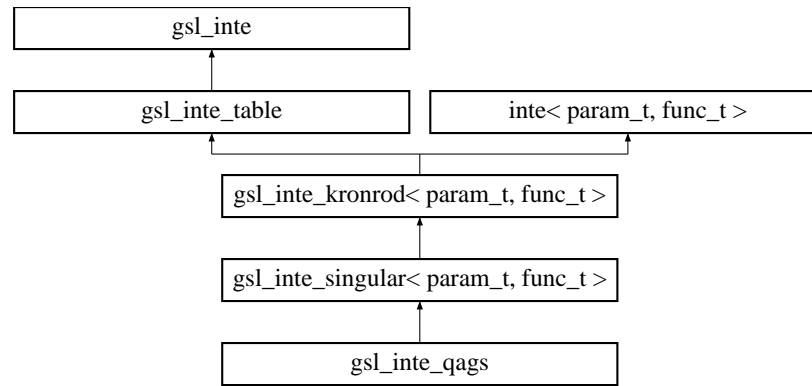 gsl_inte
gsl_inte_table
inte< param_t, func_t >
gsl_inte_kronrod< param_t, func_t >
gsl_inte_singular< param_t, func_t >
gsl_inte_qags